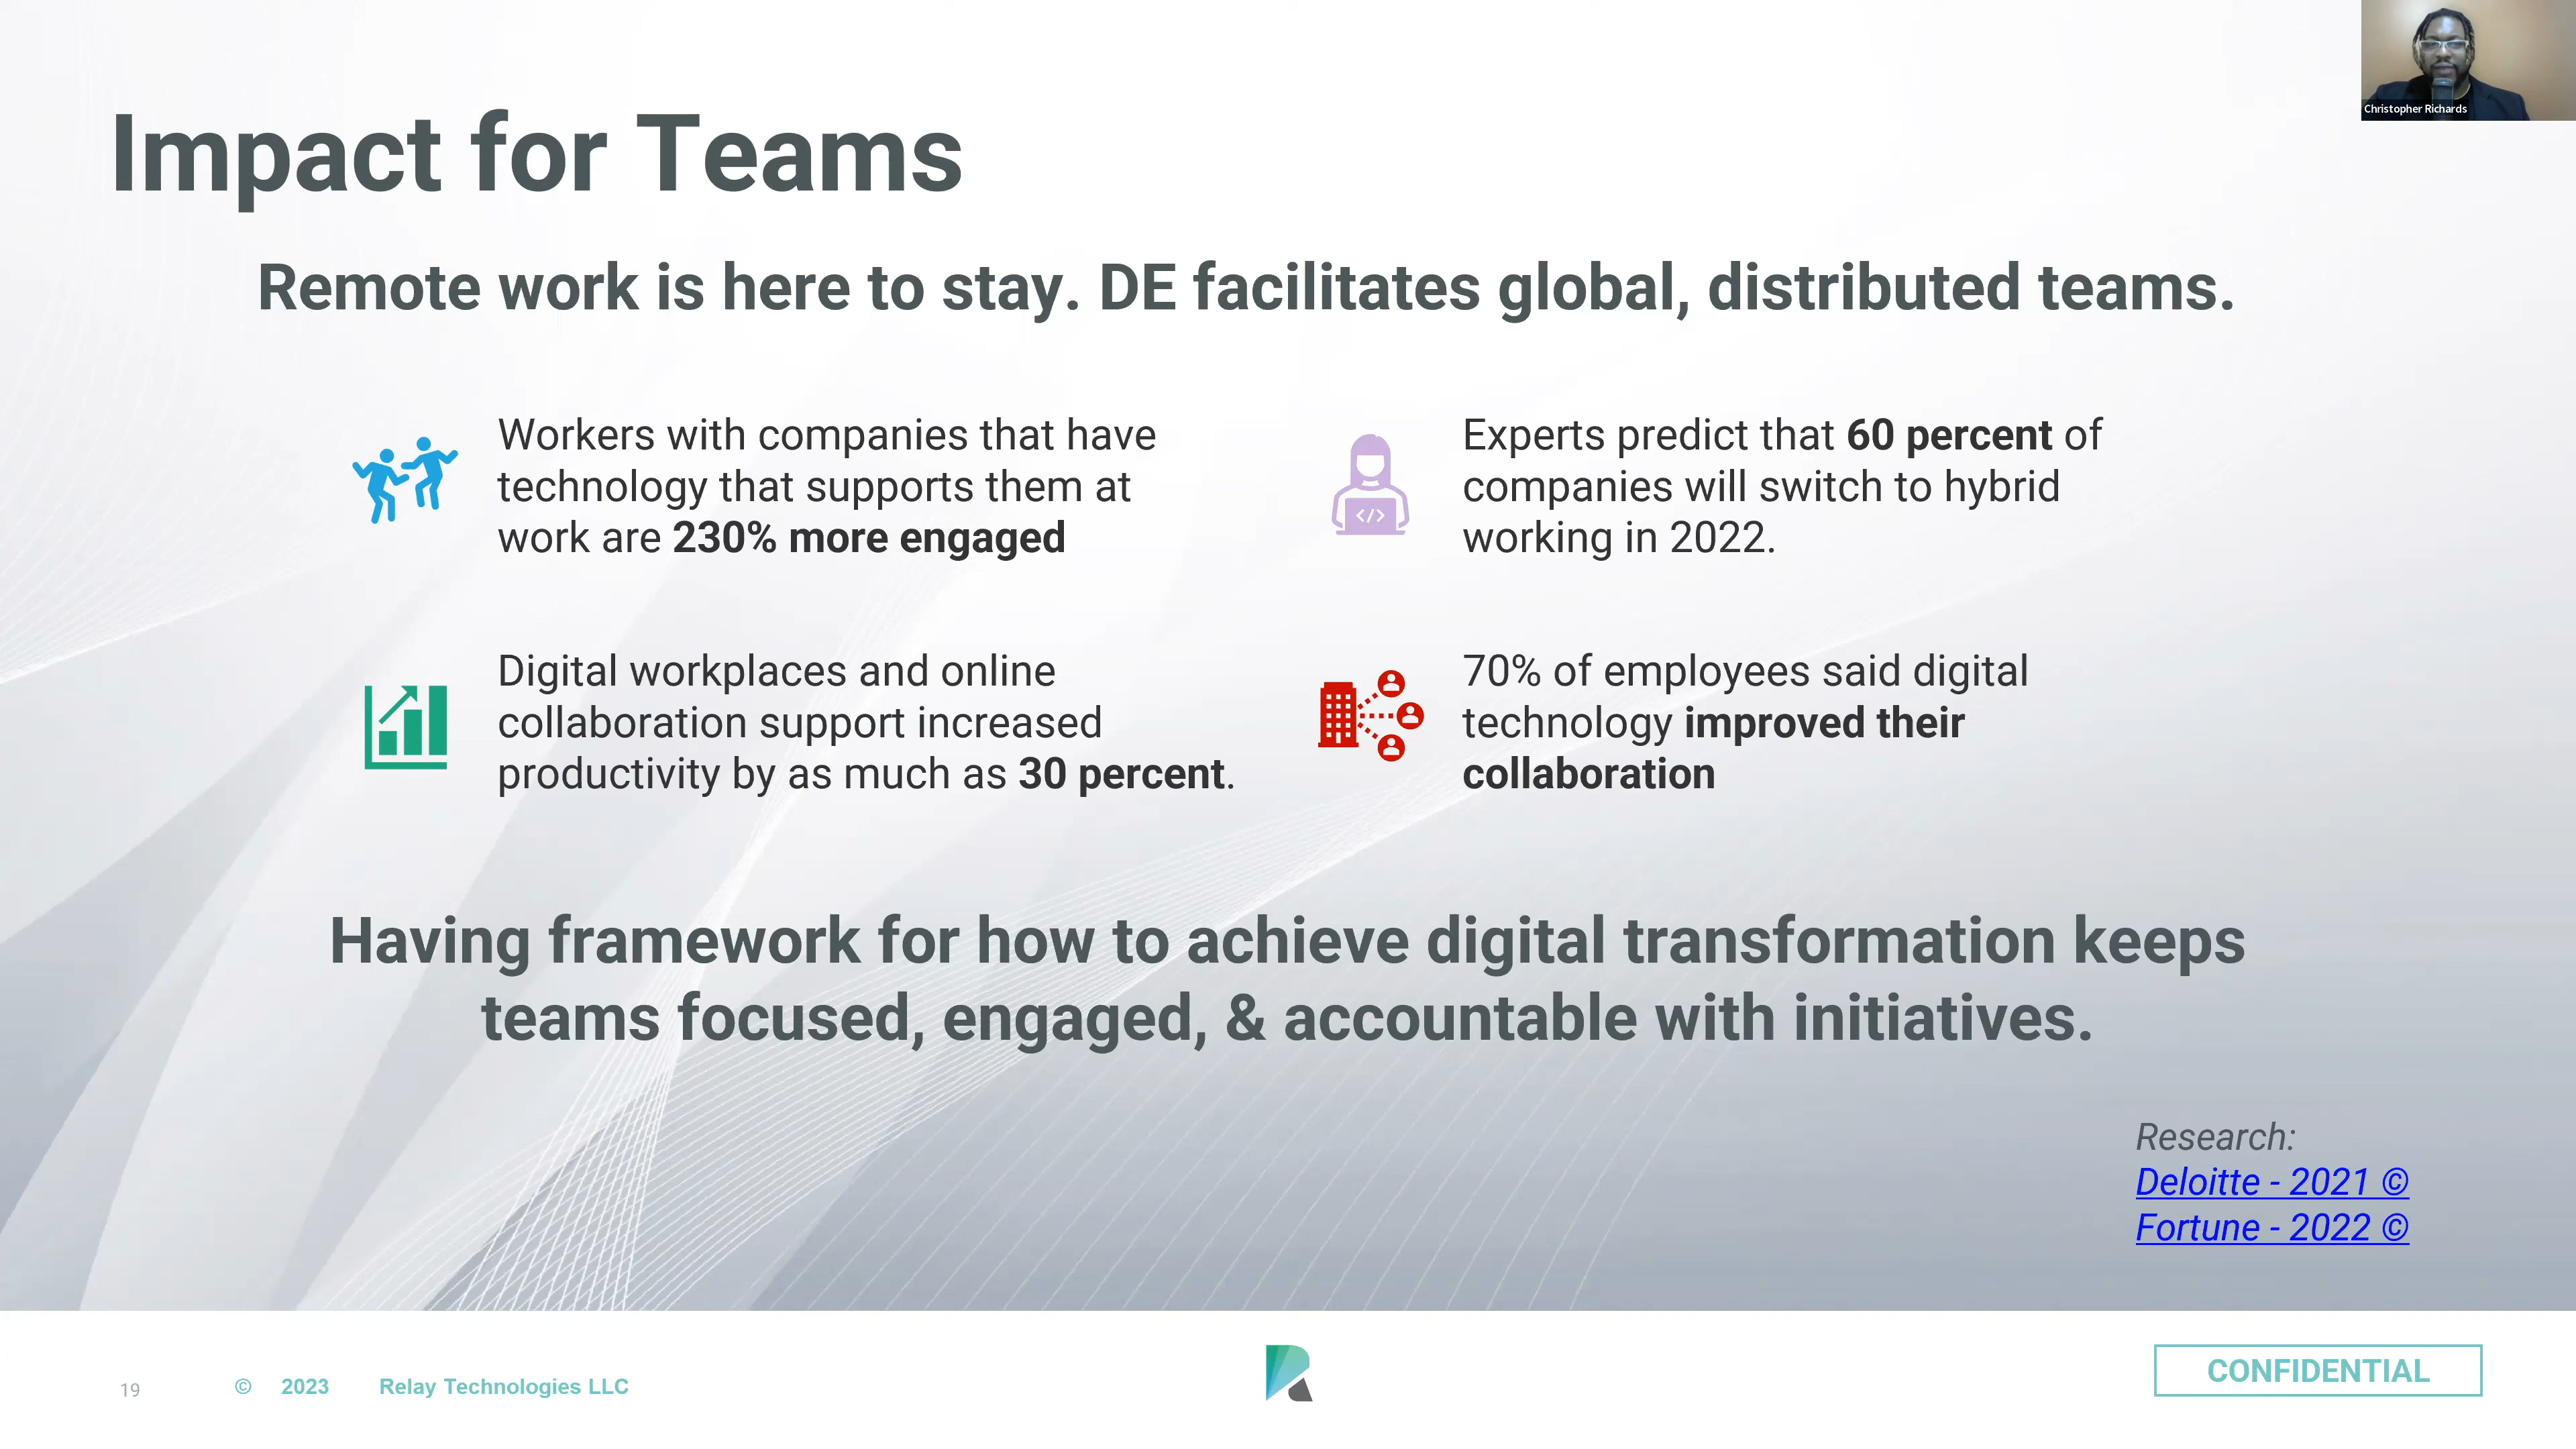 Christopher Richards
Impact for Teams
Remote work is here to stay. DE facilitates global, distributed teams.
Workers with companies that have
technology that supports them at
work are 230% more engaged
Experts predict that 60 percent of
companies will switch to hybrid
working in 2022.
Digital workplaces and online
collaboration support increased
productivity by as much as 30 percent.
70% of employees said digital
technology improved their
collaboration
Having framework for how to achieve digital transformation keeps
teams focused, engaged, & accountable with initiatives.
Research:
Deloitte - 2021 ©
Fortune - 2022 ©
19
© 2023 Relay Technologies LLC
CONFIDENTIAL